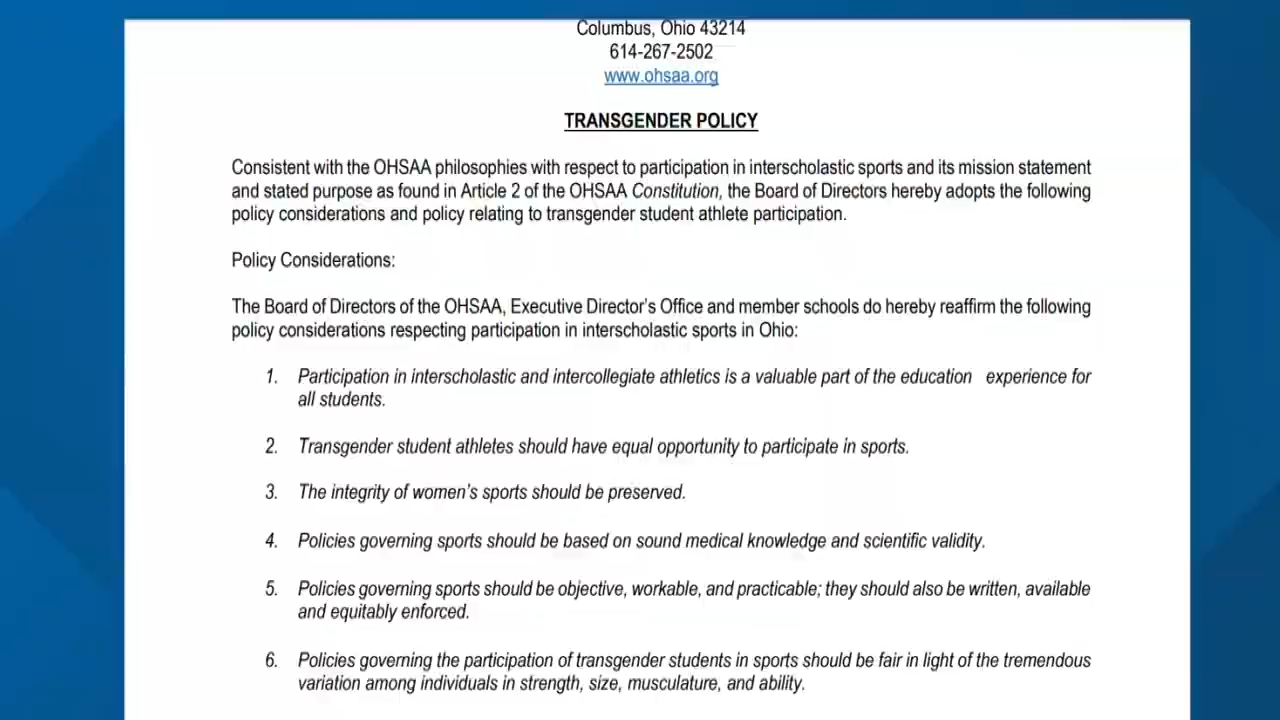 Columbus, Ohio 43214
614-267-2502
www.ohsaa.org
TRANSGENDER POLICY
Consistent with the OHSAA philosophies with respect to participation in interscholastic sports and its mission statement
and stated purpose as found in Article 2 of the OHSAA Constitution, the Board of Directors hereby adopts the following
policy considerations and policy relating to transgender student athlete participation.
Policy Considerations:
The Board of Directors of the OHSAA, Executive Director's Office and member schools do hereby reaffirm the following
policy considerations respecting participation in interscholastic sports in Ohio:
1. Participation in interscholastic and intercollegiate athletics is a valuable part of the education experience for
all students.
2. Transgender student athletes should have equal opportunity to participate in sports.
3. The integrity of women's sports should be preserved.
4. Policies governing sports should be based on sound medical knowledge and scientific validity.
5. Policies governing sports should be objective, workable, and practicable; they should also be written, available
and equitably enforced.
6. Policies governing the participation of transgender students in sports should be fair in light of the tremendous
variation among individuals in strength, size, musculature, and ability.